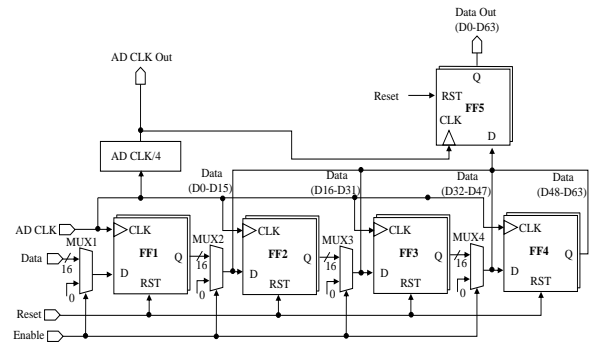 Data Out
(D0-D63)
AD CLK Out
Q
Reset
RST
FF5
CLK
D
AD CLK/4
Data
(D0-D15)
Data
(D16-D31)
Data
(D32-D47)
Data
(D48-D63)
AD CLK
MUX1
CLK
FF1
Q
D
RST
MUX2
CLK
FF2
Q
D
RST
MUX3
CLK
FF3
Q
D
RST
MUX4
CLK
FF4
Q
D
RST
Data
16
0
16
0
16
0
16
0
Reset
Enable